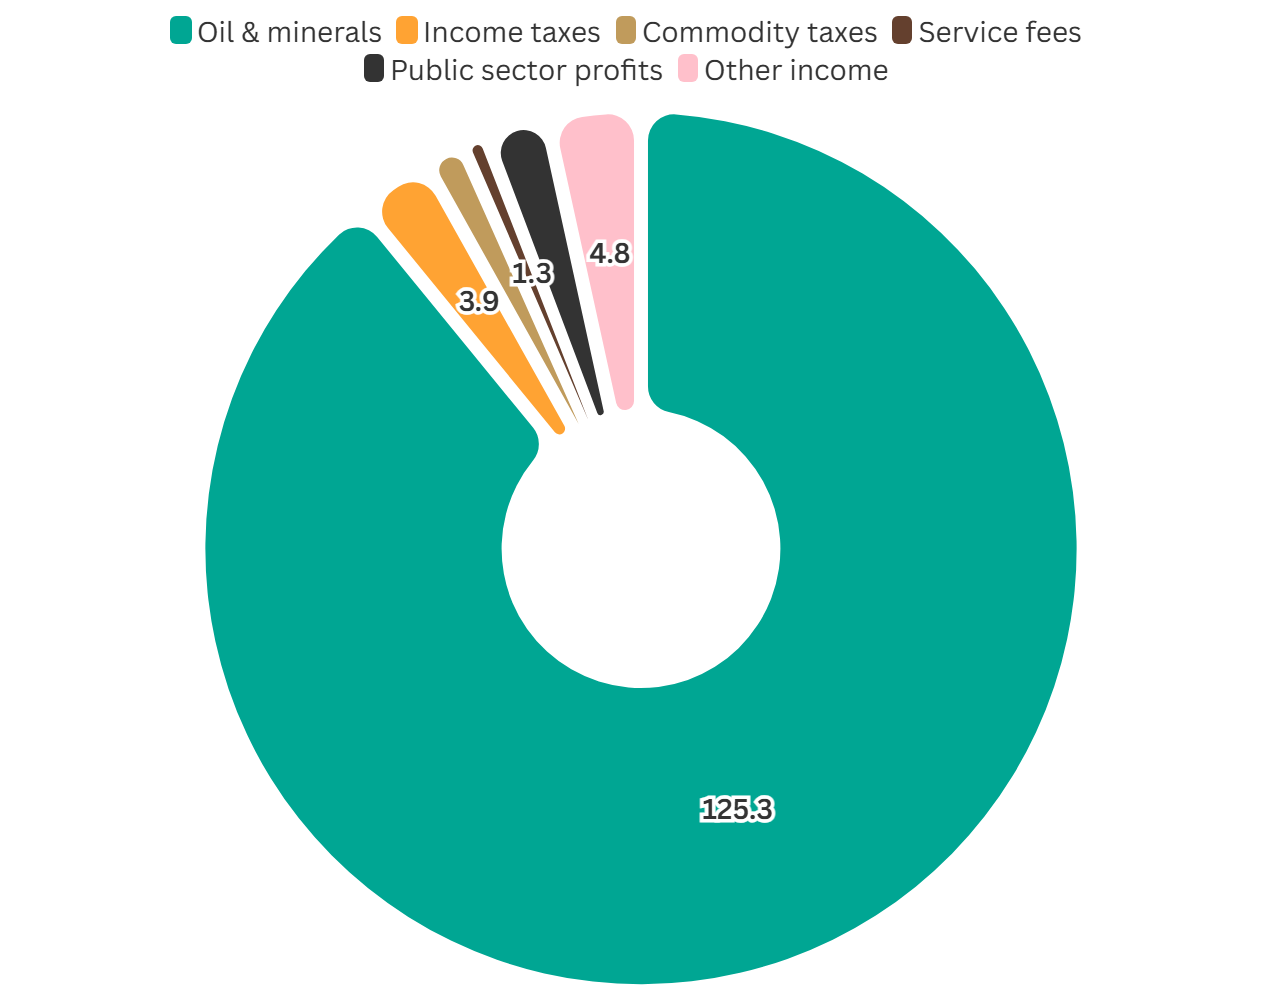 Oil & minerals Income taxes Commodity taxes Service fees
Public sector profits Other income
4.8
1.3
3.9
125.3